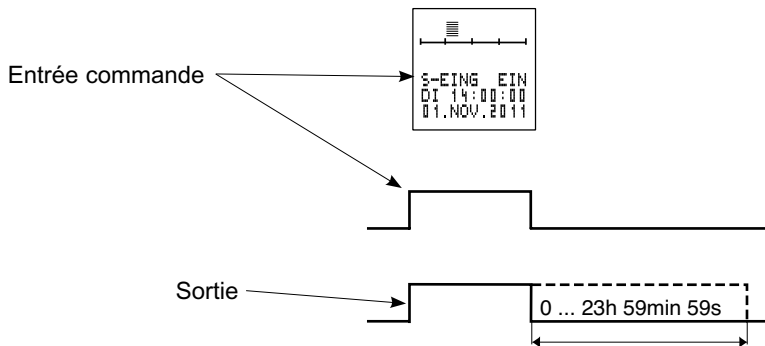 Entrée commande
S-EING EIN
DI 14:00:00
01.NOV.2011
Sortie
0 ... 23h 59min 59s